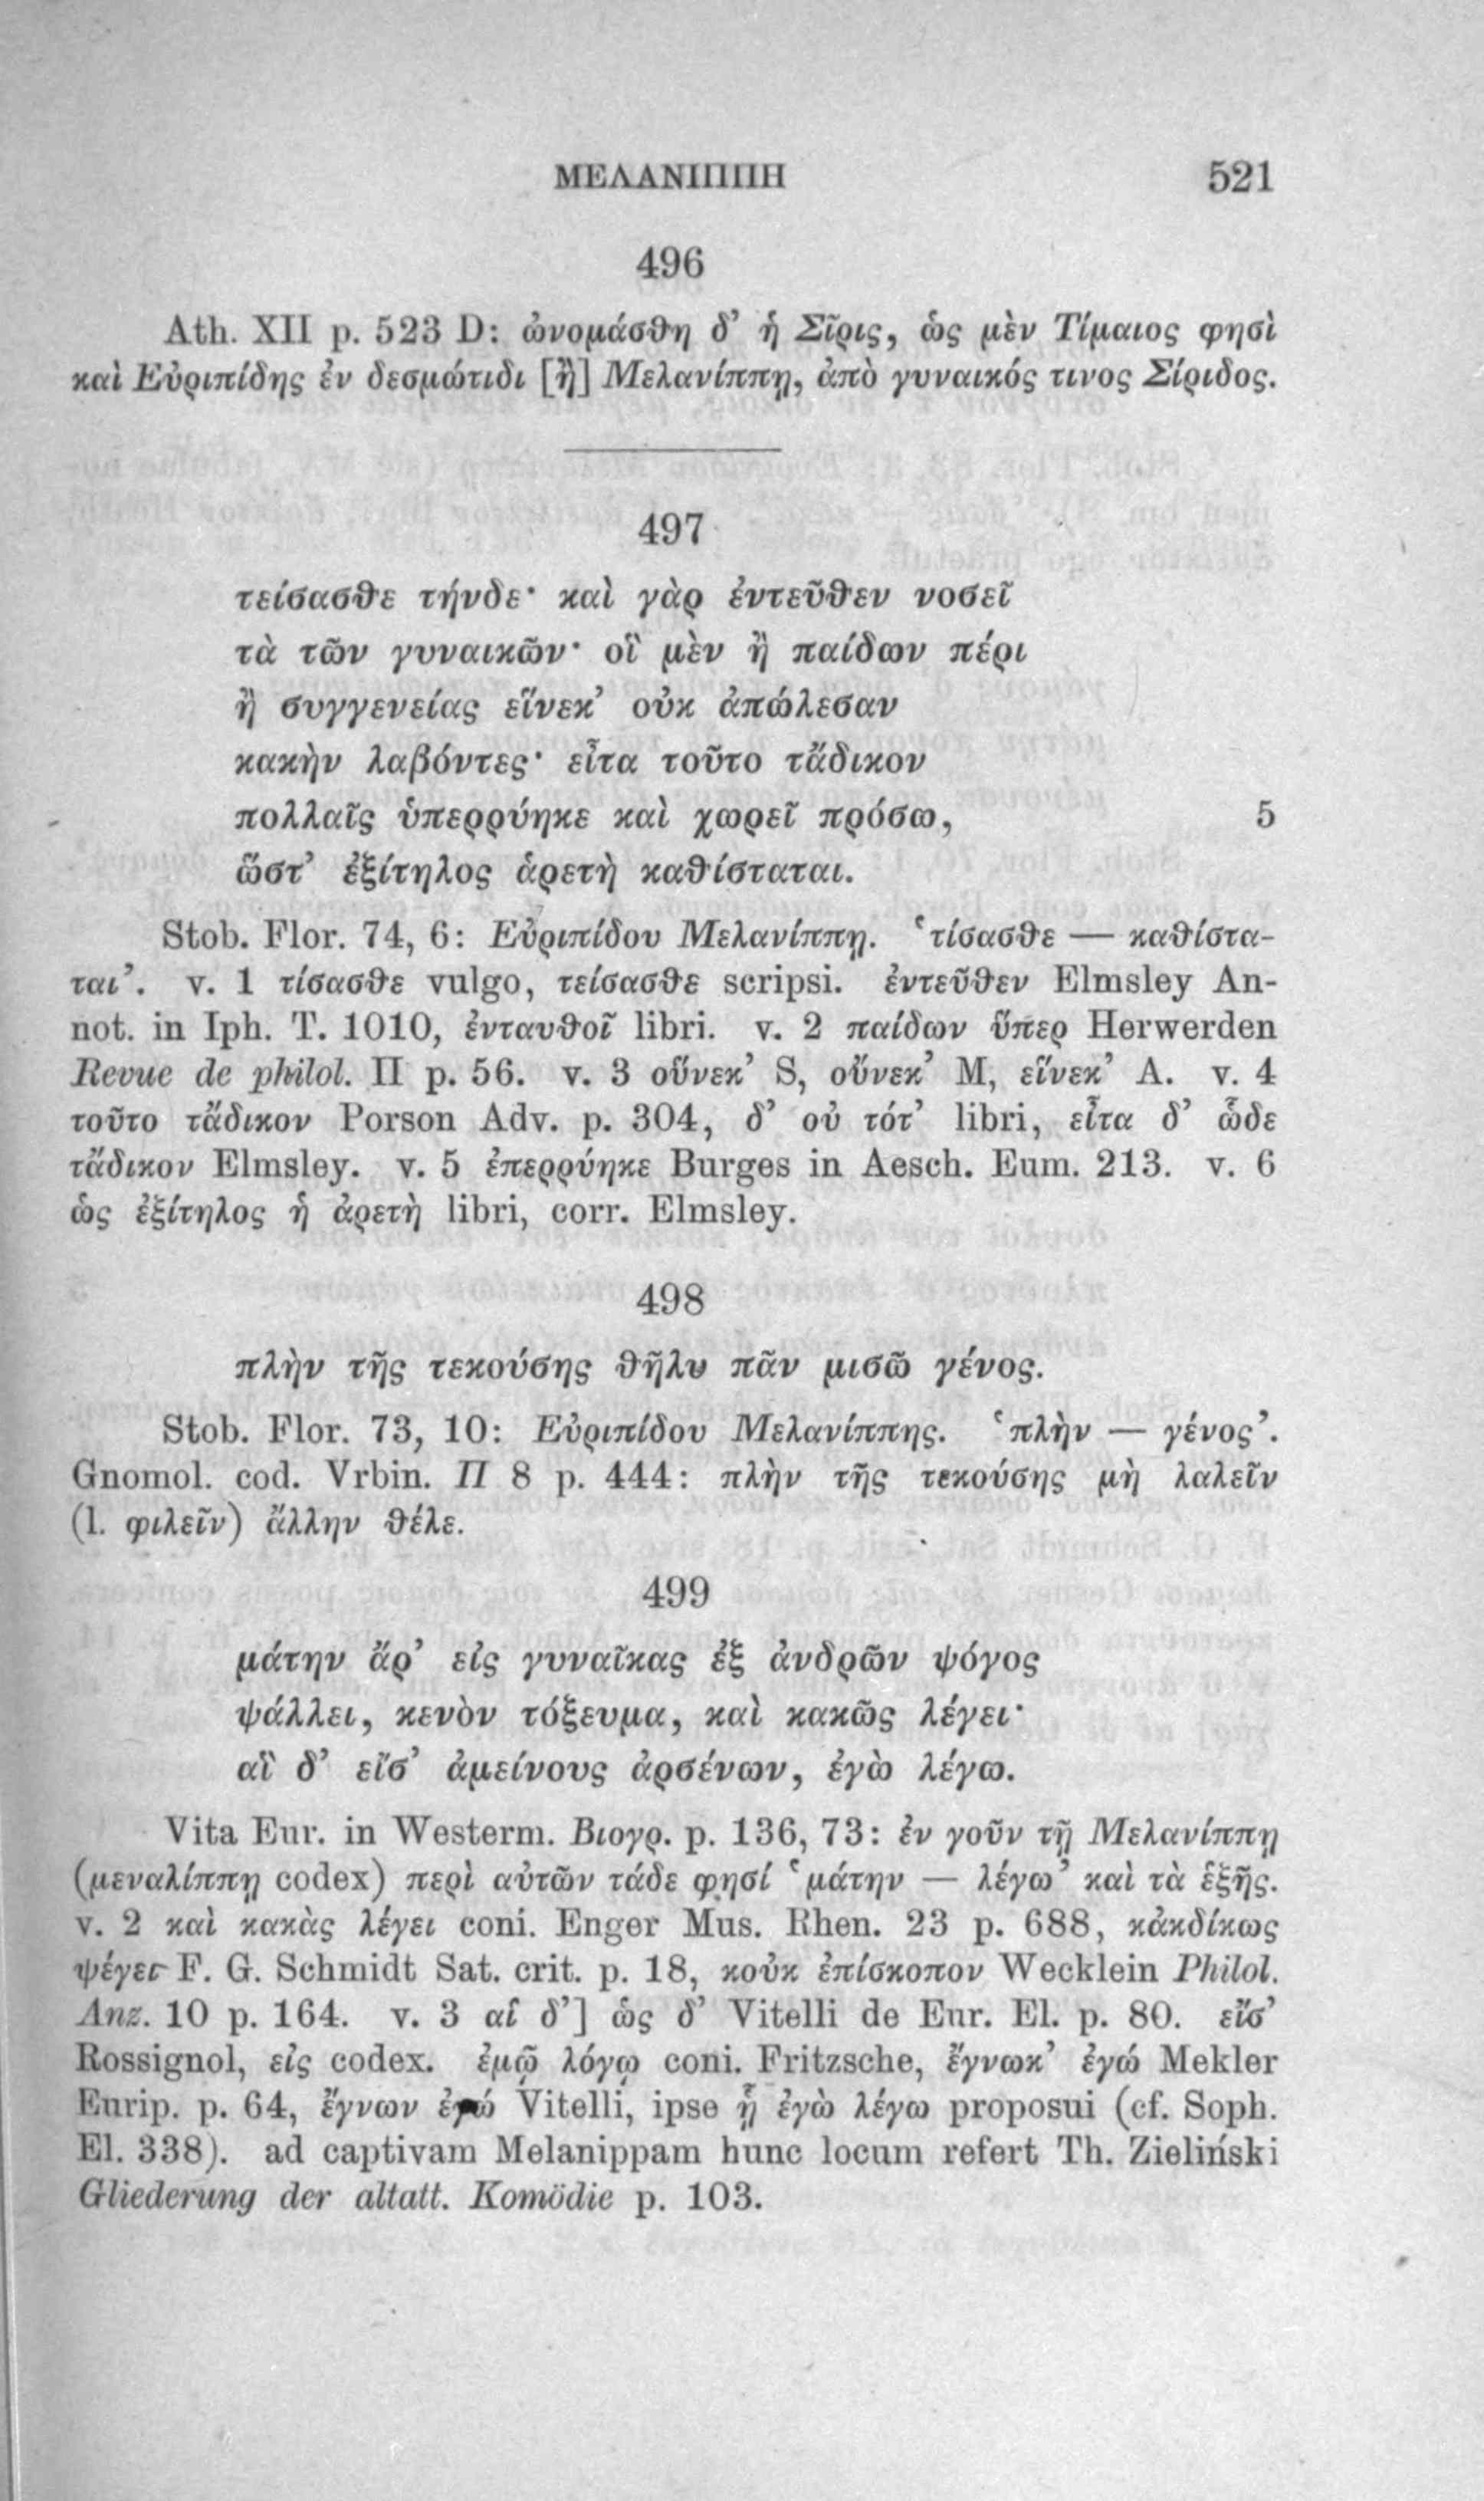 ΜΕΛΑΝΙΠΠΗ 521
496
Ath. XII p. 523 D: ὠνομάσθη δ’ ἡ Σῖρις, ὡς μὲν Τίμαιος φησὶ
καὶ Εὐριπίδης ἐν δεσμώτιδι [ἢ] Μελανίππῃ, ἀπὸ γυναικός τινος Σίριδος.
497
τείσασθε τήνδε· καὶ γὰρ ἐντεῦθεν νοσεῖ
τὰ τῶν γυναικῶν· οἳ μὲν ἢ παίδων πέρι
ἢ συγγενείας εἵνεκ’ οὐκ ἀπώλεσαν
κακὴν λαβόντες· εἶτα τοῦτο τἄδικον
πολλαῖς ὑπερρύηκε καὶ χωρεῖ πρόσω, 5
ὥστ’ ἐξίτηλος ἁρετὴ καθίσταται.
Stob. Flor. 74, 6: Εὐριπίδου Μελανίππῃ. ‘τίσασθε — καθίστα-
ται’. v. 1 τίσασθε vulgo, τείσασθε scripsi. ἐντεῦθεν Elmsley An-
not. in Iph. T. 1010, ἐνταυθοῖ libri. v. 2 παίδων ὕπερ Herwerden
Revue de philol. II p. 56. v. 3 οὕνεκ’ S, οὔνεκ’ M, εἵνεκ’ A. v. 4
τοῦτο τἄδικον Porson Adv. p. 304, δ’ οὐ τότ’ libri, εἶτα δ’ ὧδε
τἄδικον Elmsley. v. 5 ἐπερρύηκε Burges in Aesch. Eum. 213. v. 6
ὡς ἐξίτηλος ἡ ἀρετὴ libri, corr. Elmsley.
498
πλὴν τῆς τεκούσης θῆλυ πᾶν μισῶ γένος.
Stob. Flor. 73, 10: Εὐριπίδου Μελανίππης. ‘πλὴν — γένος’.
Gnomol. cod. Vrbin. Π 8 p. 444: πλὴν τῆς τεκούσης μὴ λαλεῖν
(l. φιλεῖν) ἄλλην θέλε.
499
μάτην ἄρ’ εἰς γυναῖκας ἐξ ἀνδρῶν ψόγος
ψάλλει, κενὸν τόξευμα, καὶ κακῶς λέγει·
αἳ δ’ εἴσ’ ἀμείνους ἀρσένων, ἐγὼ λέγω.
Vita Eur. in Westerm. Βιογρ. p. 136, 73: ἐν γοῦν τῇ Μελανίππῃ
(μεναλίππῃ codex) περὶ αὐτῶν τάδε φησί ‘μάτην — λέγω’ καὶ τὰ ἑξῆς.
v. 2 καὶ κακὰς λέγει coni. Enger Mus. Rhen. 23 p. 688, κἀκδίκως
ψέγει F. G. Schmidt Sat. crit. p. 18, κοὐκ ἐπίσκοπον Wecklein Philol.
Anz. 10 p. 164. v. 3 αἱ δ’] ὡς δ’ Vitelli de Eur. El. p. 80. εἴσ’
Rossignol, εἰς codex. ἐμῷ λόγῳ coni. Fritzsche, ἔγνωκ’ ἐγώ Mekler
Eurip. p. 64, ἔγνων ἐγώ Vitelli, ipse ᾗ ἐγὼ λέγω proposui (cf. Soph.
El. 338). ad captivam Melanippam hunc locum refert Th. Zieliński
Gliederung der altatt. Komödie p. 103.